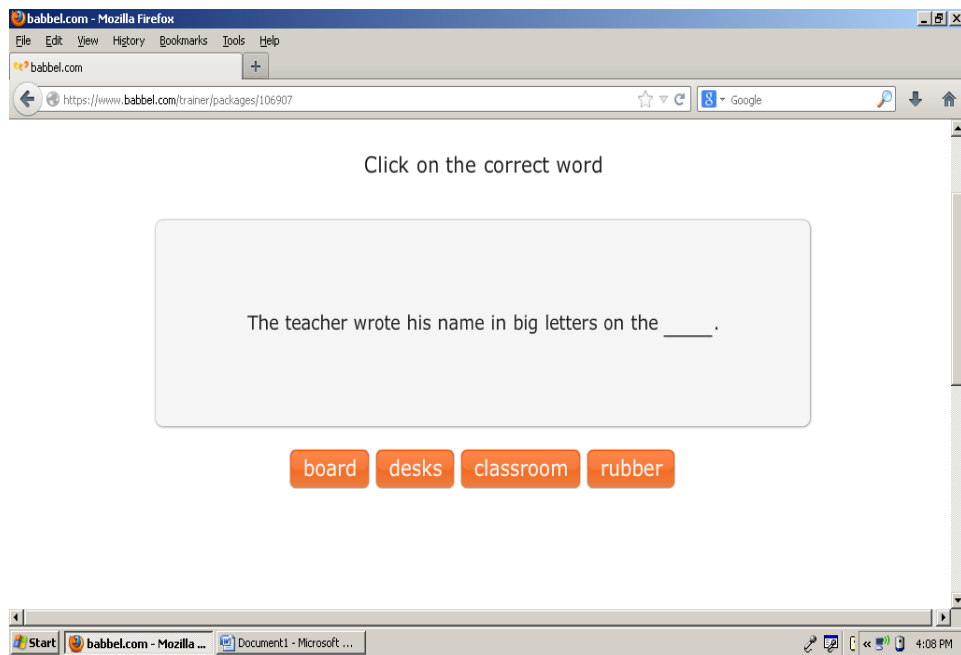 babbel.com - Mozilla Firefox
File Edit View History Bookmarks Tools Help
babbel.com
https://www.babbel.com/trainer/packages/106907
8 Google
Click on the correct word
The teacher wrote his name in big letters on the _____.
board desks classroom rubber
Start babbel.com - Mozilla ... Document1 - Microsoft ... 4:08 PM